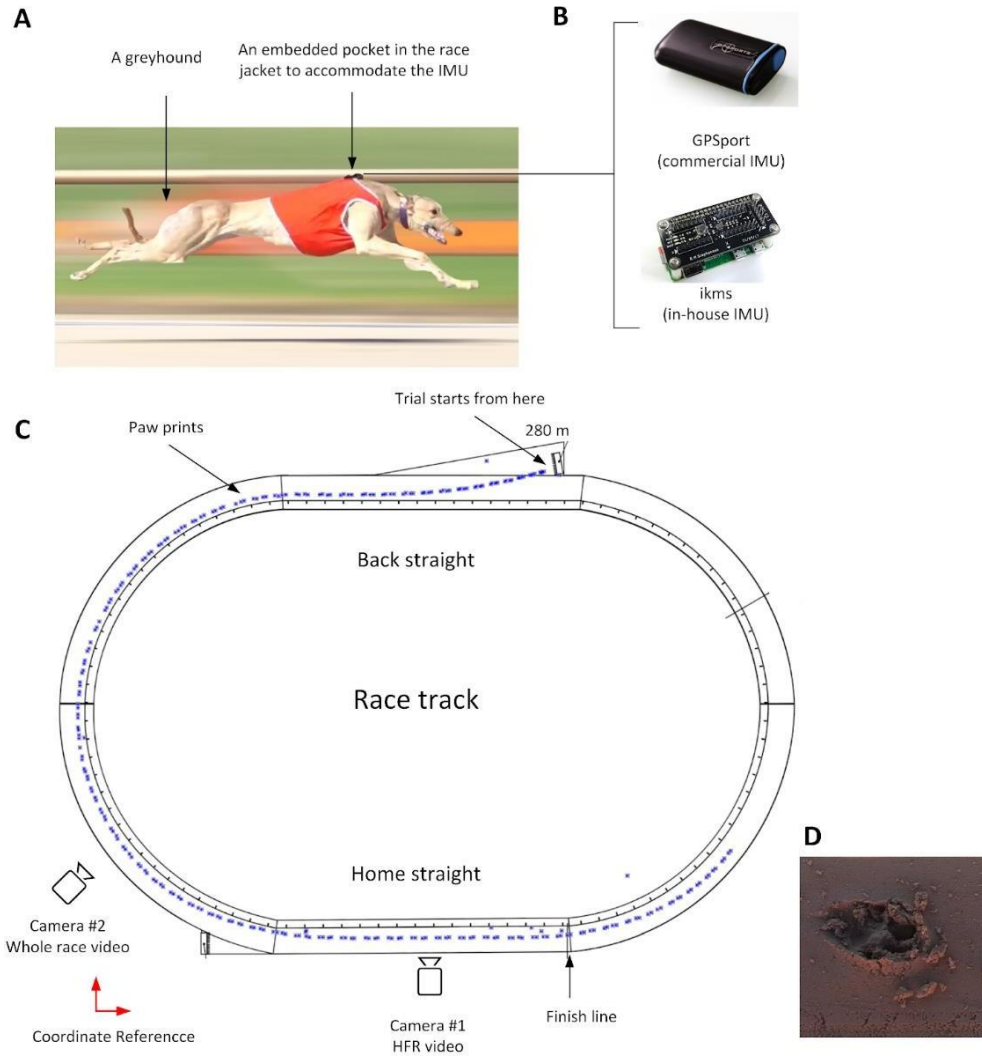 A
A greyhound
An embedded pocket in the race
jacket to accommodate the IMU
B
GPSport
(commercial IMU)
ikms
(in-house IMU)
C
Paw prints
Trial starts from here
280 m
Back straight
Race track
Home straight
Camera #2
Whole race video
Coordinate Referencce
Camera #1
HFR video
Finish line
D